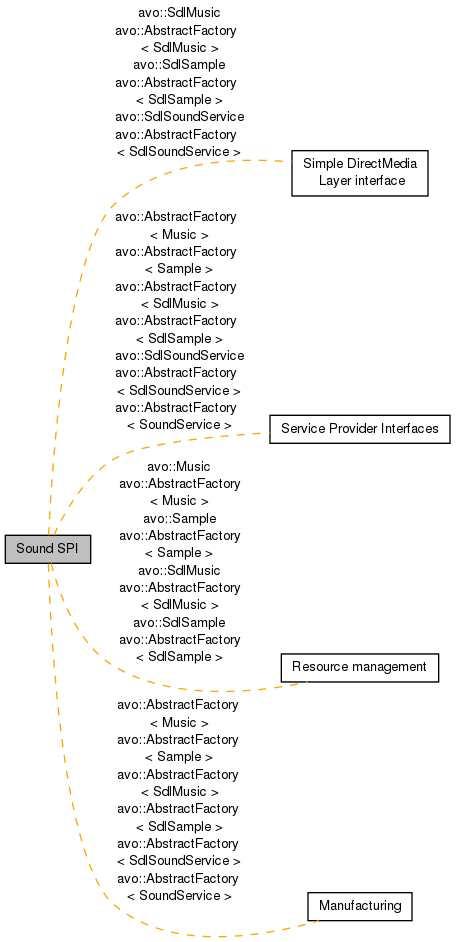 avo::SdlMusic
avo::AbstractFactory
< SdlMusic >
avo::SdlSample
avo::AbstractFactory
< SdlSample >
avo::SdlSoundService
avo::AbstractFactory
< SdlSoundService >
Simple DirectMedia
Layer interface
avo::AbstractFactory
< Music >
avo::AbstractFactory
< Sample >
avo::AbstractFactory
< SdlMusic >
avo::AbstractFactory
< SdlSample >
avo::SdlSoundService
avo::AbstractFactory
< SdlSoundService >
avo::AbstractFactory
< SoundService >
Service Provider Interfaces
avo::Music
avo::AbstractFactory
< Music >
avo::Sample
avo::AbstractFactory
< Sample >
avo::SdlMusic
avo::AbstractFactory
< SdlMusic >
avo::SdlSample
avo::AbstractFactory
< SdlSample >
Sound SPI
Resource management
avo::AbstractFactory
< Music >
avo::AbstractFactory
< Sample >
avo::AbstractFactory
< SdlMusic >
avo::AbstractFactory
< SdlSample >
avo::AbstractFactory
< SdlSoundService >
avo::AbstractFactory
< SoundService >
Manufacturing